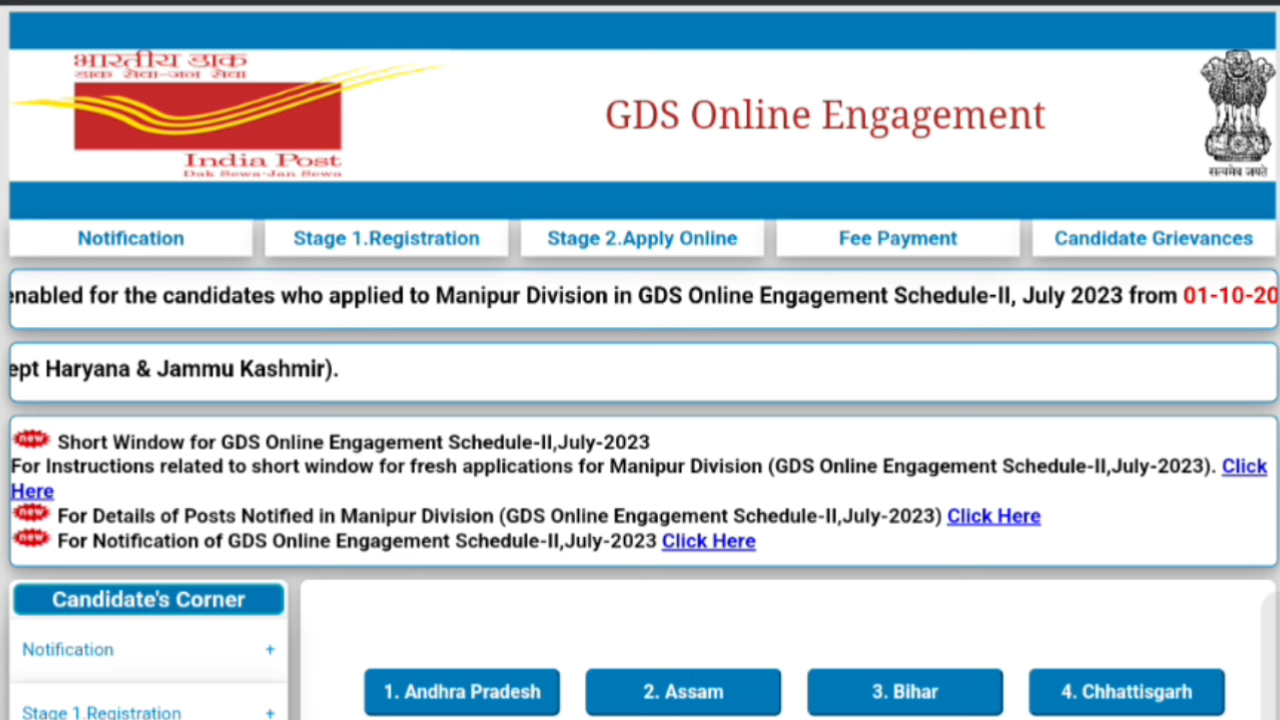 भारतीय डाक
डाक सेवा-जन सेवा
India Post
Dak Sewa-Jan Sewa
GDS Online Engagement
सत्यमेव जयते
Notification
Stage 1.Registration
Stage 2.Apply Online
Fee Payment
Candidate Grievances
enabled for the candidates who applied to Manipur Division in GDS Online Engagement Schedule-II, July 2023 from 01-10-20
ept Haryana & Jammu Kashmir).
new Short Window for GDS Online Engagement Schedule-II,July-2023
For Instructions related to short window for fresh applications for Manipur Division (GDS Online Engagement Schedule-II,July-2023). Click
Here
new For Details of Posts Notified in Manipur Division (GDS Online Engagement Schedule-II,July-2023) Click Here
new For Notification of GDS Online Engagement Schedule-II,July-2023 Click Here
Candidate's Corner
Notification +
Stage 1.Registration +
1. Andhra Pradesh
2. Assam
3. Bihar
4. Chhattisgarh